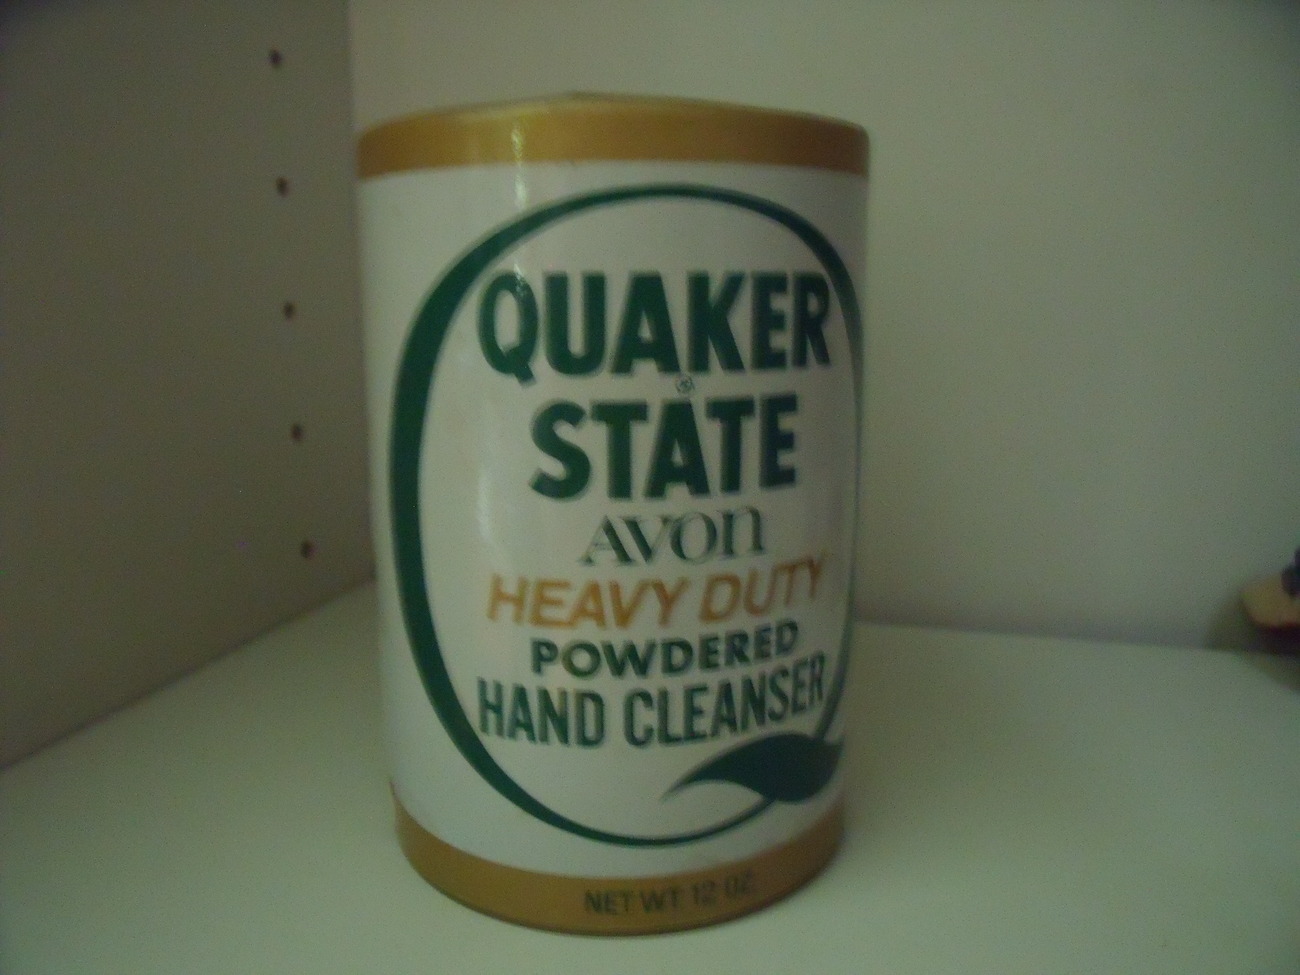 QUAKER
STATE
AVON
HEAVY DUTY
POWDERED
HAND CLEANSER
NET WT 12 OZ